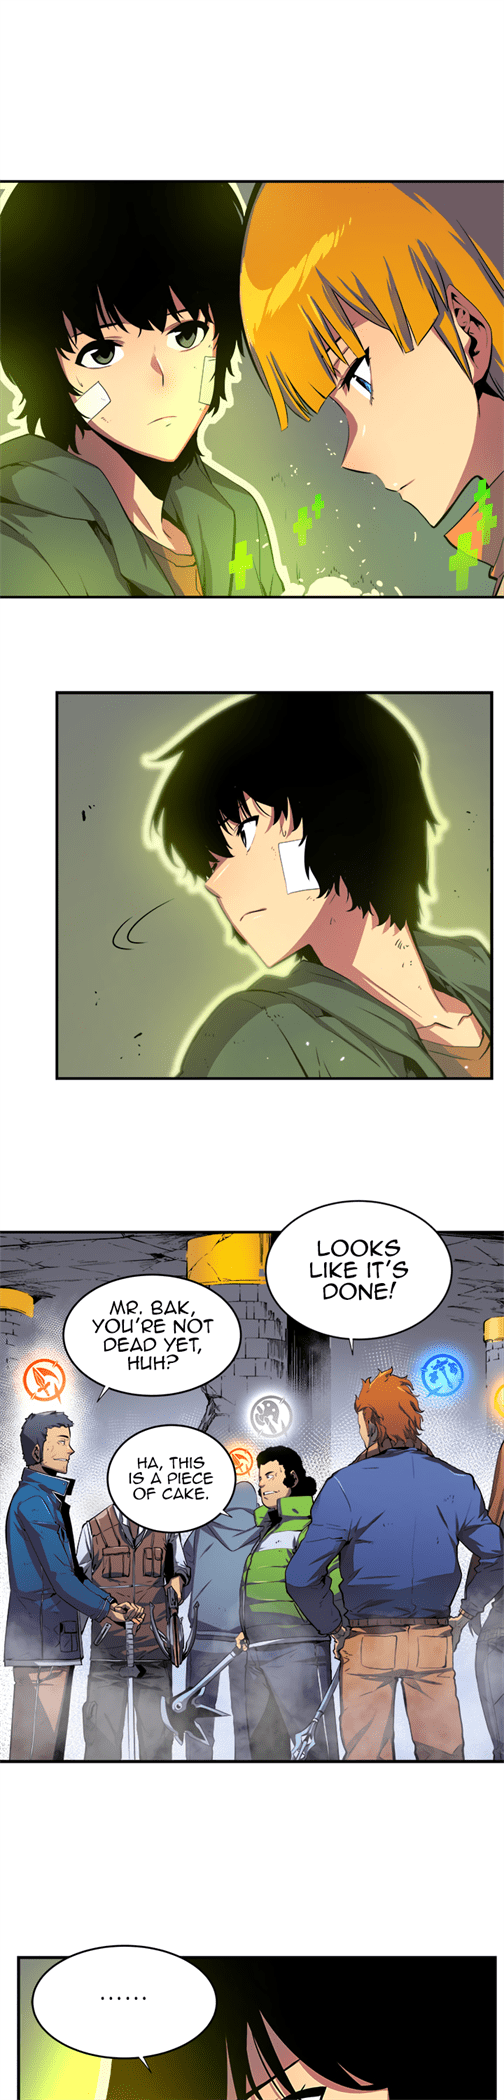 LOOKS
LIKE IT'S
DONE!
MR. BAK,
YOU'RE NOT
DEAD YET,
HUH?
HA, THIS
IS A PIECE
OF CAKE.
......